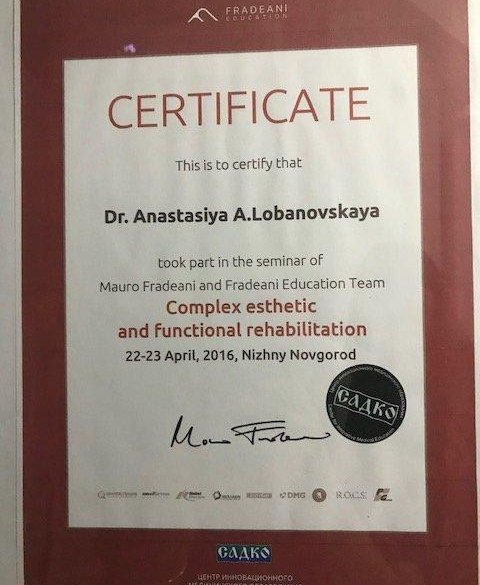 FRADEANI
EDUCATION
CERTIFICATE
This is to certify that
Dr. Anastasiya A.Lobanovskaya
took part in the seminar of
Mauro Fradeani and Fradeani Education Team
Complex esthetic
and functional rehabilitation
22-23 April, 2016, Nizhny Novgorod
САДКО
DMG
R.O.C.S.
САДКО
ЦЕНТР ИННОВАЦИОННОГО